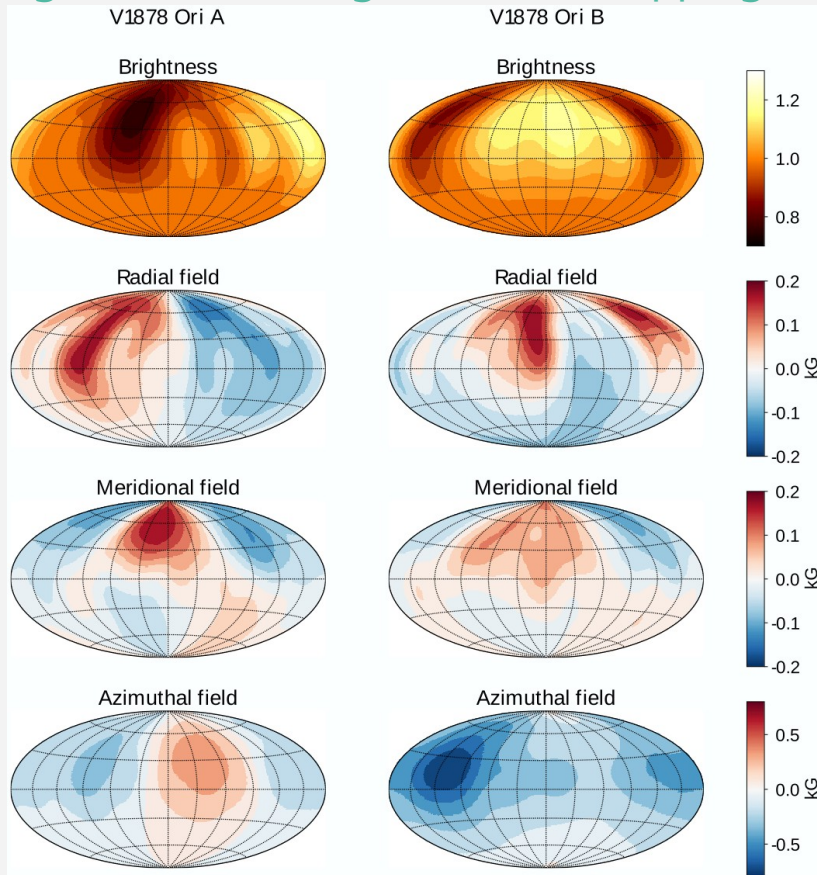 V1878 Ori A V1878 Ori B
Brightness Brightness
1.2
1.0
0.8
Radial field Radial field
0.2
0.1
0.0
-0.1
-0.2
kG
Meridional field Meridional field
0.2
0.1
0.0
-0.1
-0.2
kG
Azimuthal field Azimuthal field
0.5
0.0
-0.5
kG